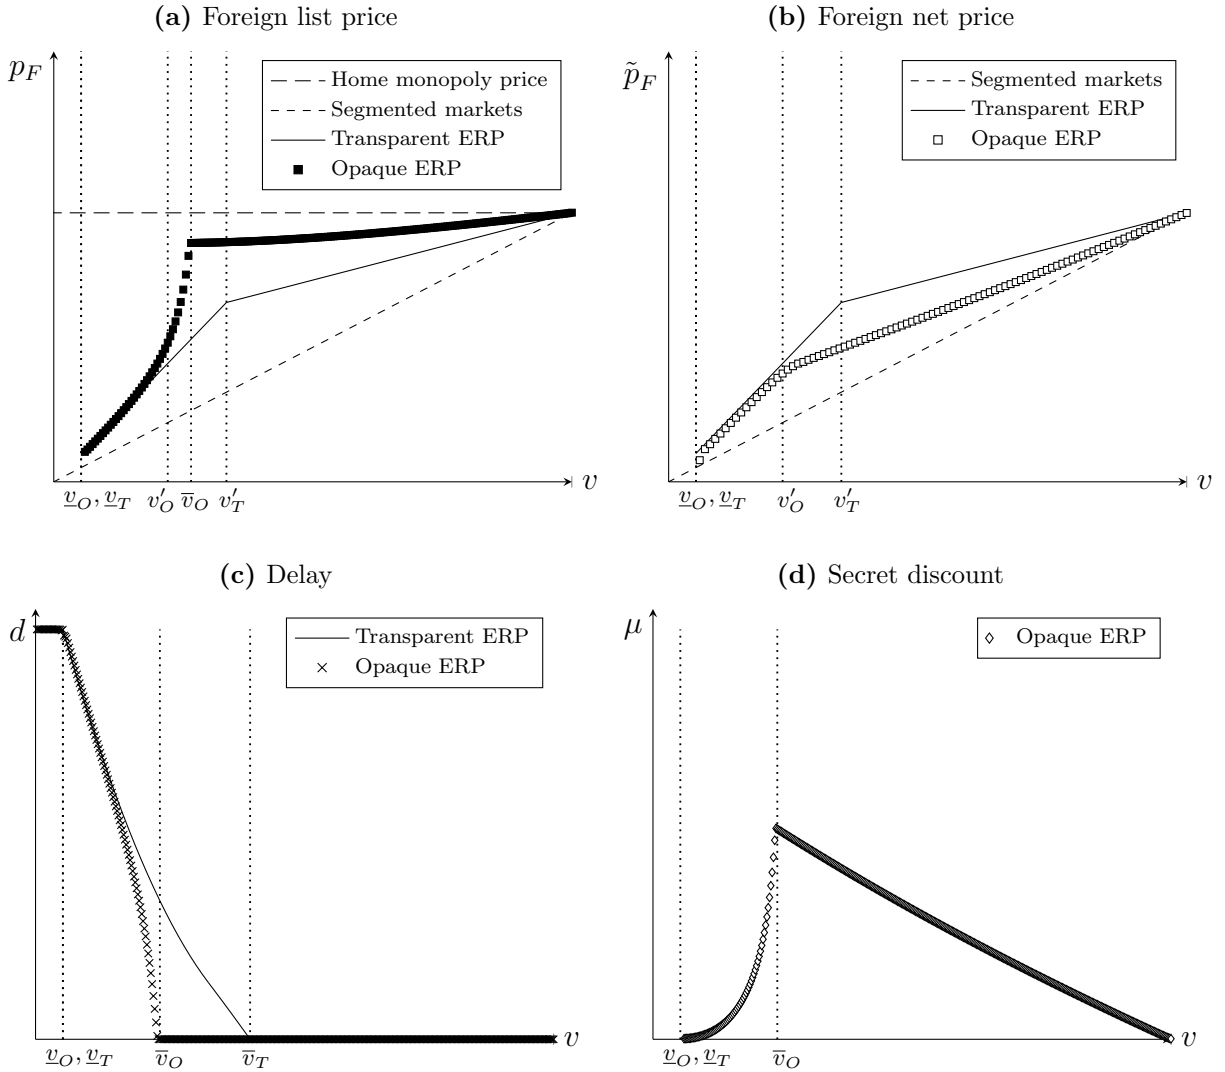 (a) Foreign list price
p_F
Home monopoly price
Segmented markets
Transparent ERP
Opaque ERP
v̲_O, v̲_T
v′_O
v̅_O
v′_T
v
(b) Foreign net price
p̃_F
Segmented markets
Transparent ERP
Opaque ERP
v̲_O, v̲_T
v′_O
v′_T
v
(c) Delay
d
Transparent ERP
Opaque ERP
v̲_O, v̲_T
v̅_O
v̅_T
v
(d) Secret discount
μ
Opaque ERP
v̲_O, v̲_T
v̅_O
v